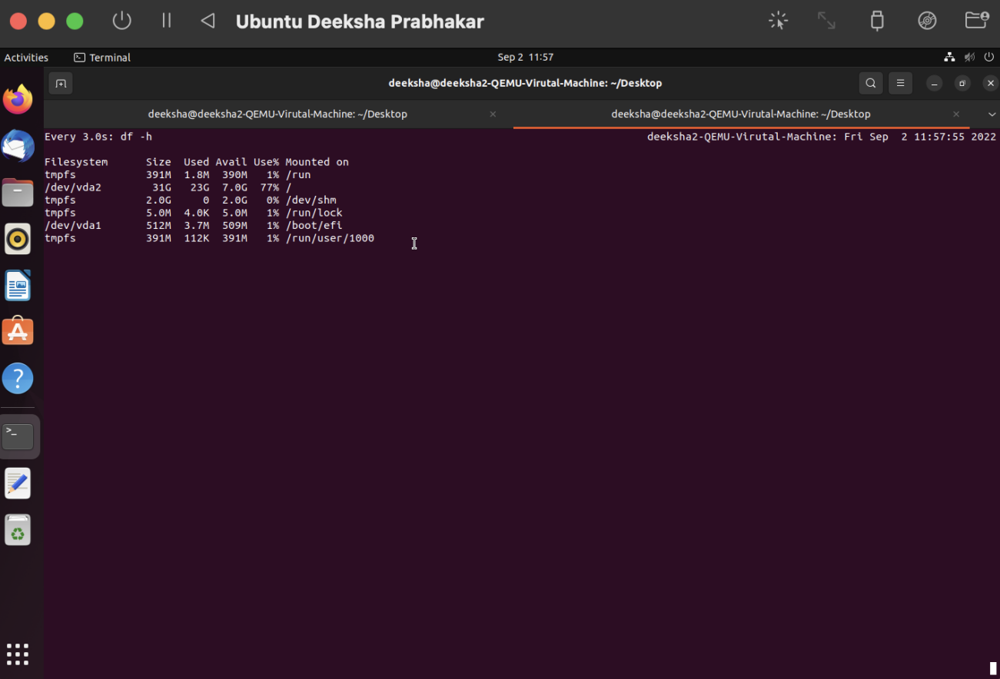 Ubuntu Deeksha Prabhakar
Activities Terminal Sep 2 11:57
deeksha@deeksha2-QEMU-Virutal-Machine: ~/Desktop
deeksha@deeksha2-QEMU-Virutal-Machine: ~/Desktop deeksha@deeksha2-QEMU-Virutal-Machine: ~/Desktop
Every 3.0s: df -h deeksha2-QEMU-Virutal-Machine: Fri Sep  2 11:57:55 2022
Filesystem      Size  Used Avail Use% Mounted on
tmpfs           391M  1.8M  390M   1% /run
/dev/vda2        31G   23G  7.0G  77% /
tmpfs           2.0G     0  2.0G   0% /dev/shm
tmpfs           5.0M  4.0K  5.0M   1% /run/lock
/dev/vda1       512M  3.7M  509M   1% /boot/efi
tmpfs           391M  112K  391M   1% /run/user/1000